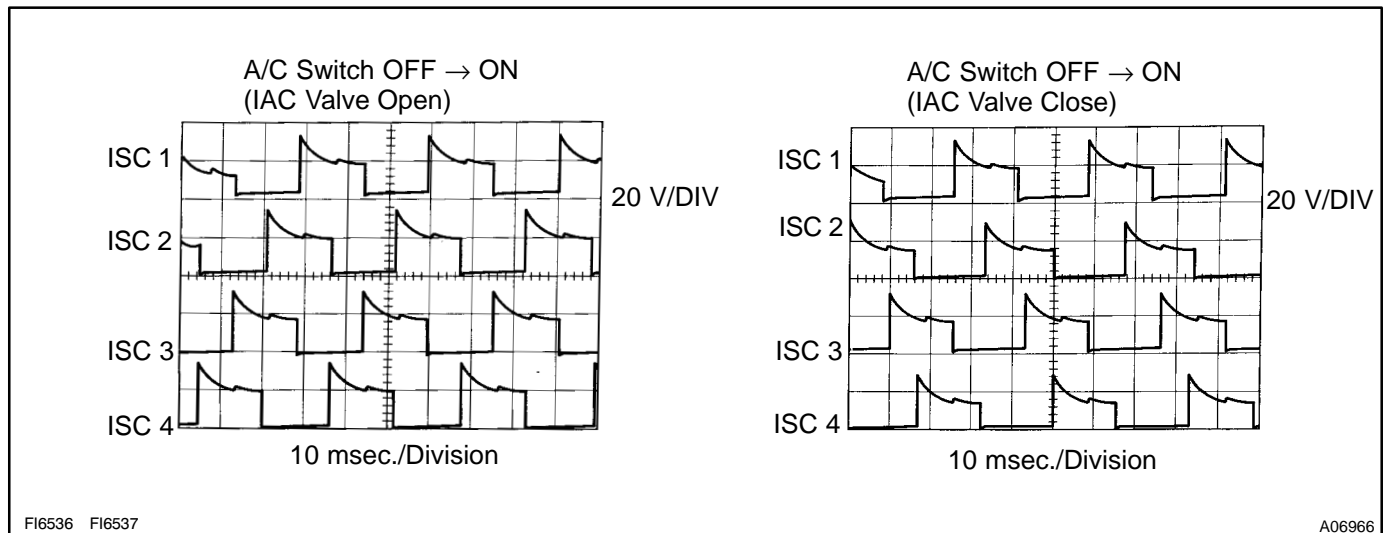 A/C Switch OFF → ON
(IAC Valve Open)
ISC 1
ISC 2
ISC 3
ISC 4
20 V/DIV
10 msec./Division
A/C Switch OFF → ON
(IAC Valve Close)
ISC 1
ISC 2
ISC 3
ISC 4
20 V/DIV
10 msec./Division
FI6536 FI6537
A06966